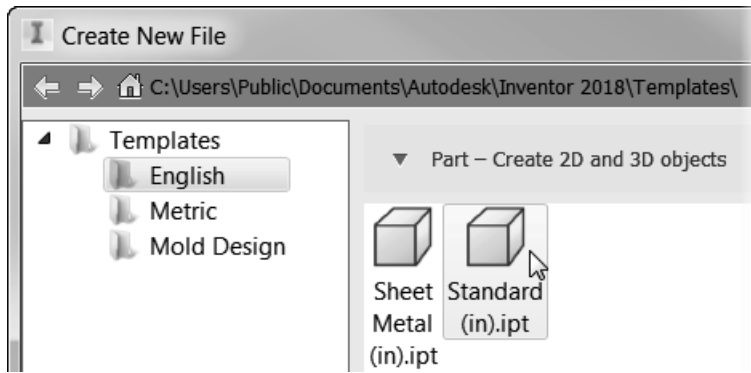 Create New File
C:\Users\Public\Documents\Autodesk\Inventor 2018\Templates\
Templates
English
Metric
Mold Design
Part – Create 2D and 3D objects
Sheet
Metal
(in).ipt
Standard
(in).ipt